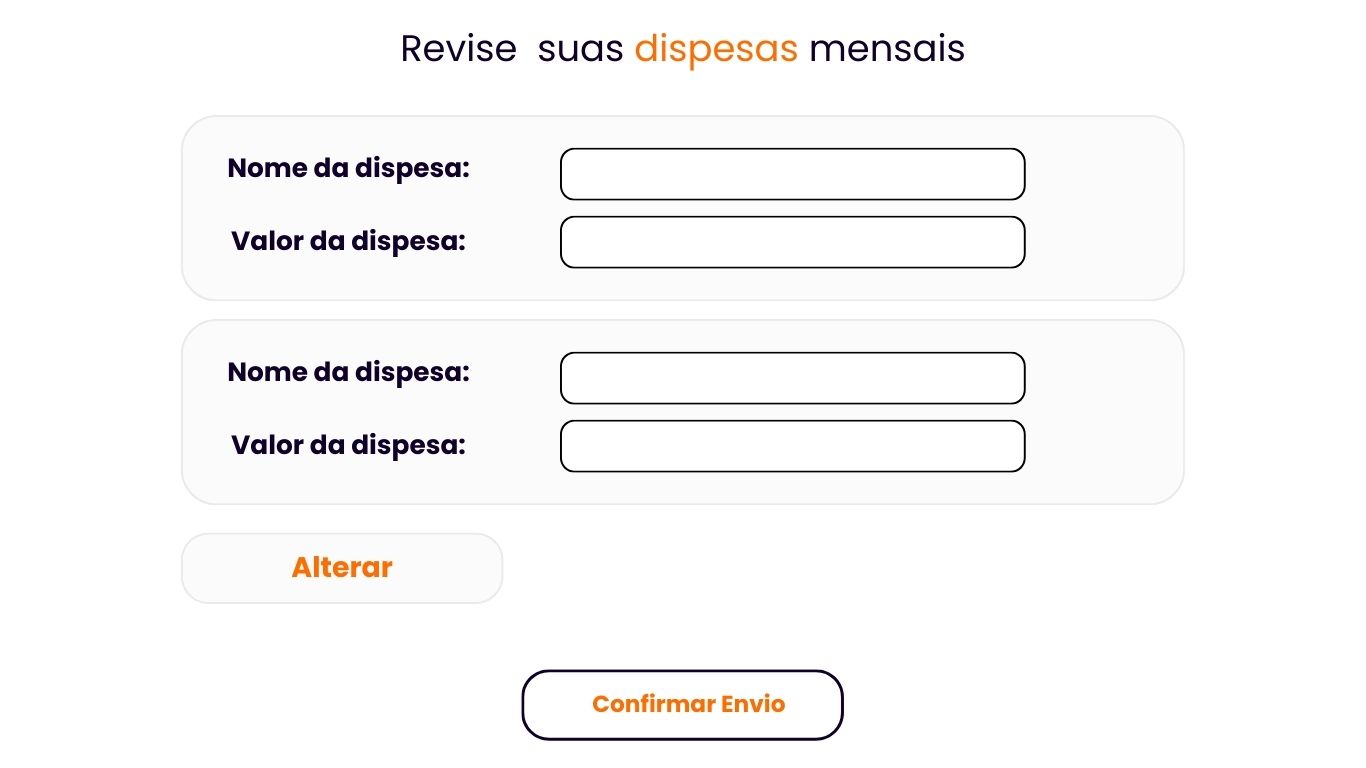 Revise  suas dispesas mensais
Nome da dispesa:
Valor da dispesa:
Nome da dispesa:
Valor da dispesa:
Alterar
Confirmar Envio